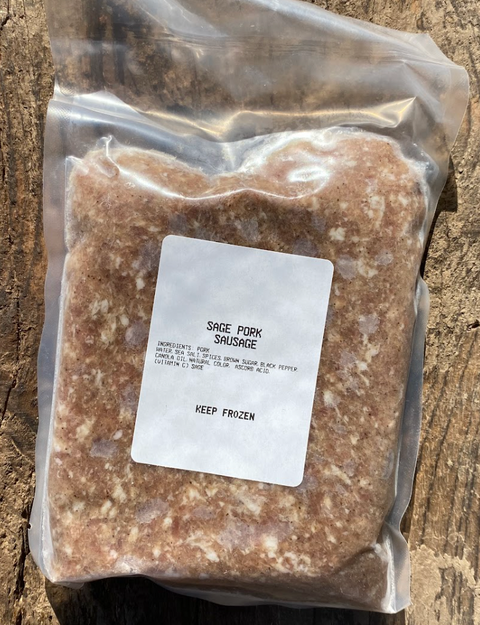 SAGE PORK
SAUSAGE
INGREDIENTS: PORK
WATER, SEA SALT, SPICES, BROWN SUGAR, BLACK PEPPER,
CANOLA OIL, NATURAL COLOR, ASCORB ACID,
(VITAMIN C) SAGE
KEEP FROZEN